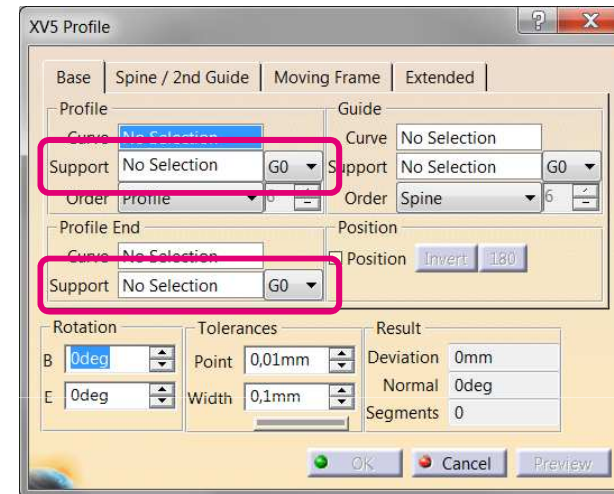 XV5 Profile
Base Spine / 2nd Guide Moving Frame Extended
Profile Guide
Curve No Selection Curve No Selection
Support No Selection G0 Support No Selection G0
Order Profile 6 Order Spine 6
Profile End Position
Curve No Selection Position Invert 180
Support No Selection G0
Rotation Tolerances Result
B 0deg Point 0,01mm Deviation 0mm
E 0deg Width 0,1mm Normal 0deg
Segments 0
OK Cancel Preview